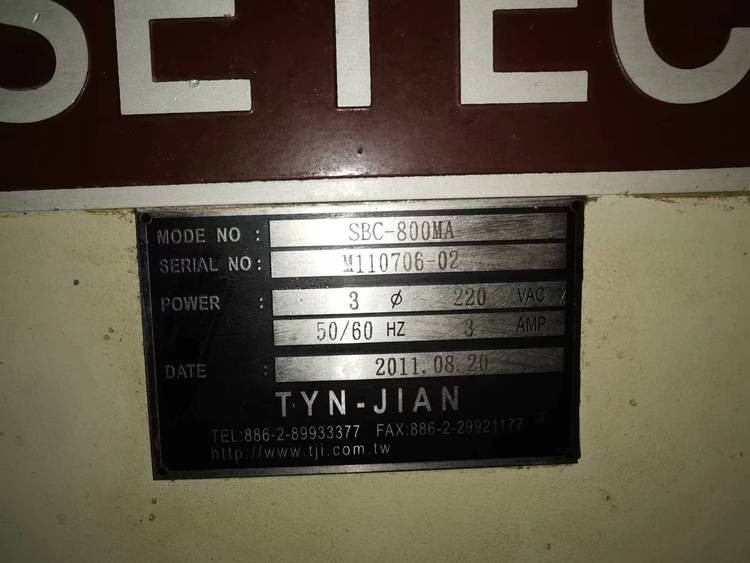 SETEC
MODE NO : SBC-800MA
SERIAL NO: M110706-02
POWER : 3 ϕ 220 VAC
50/60 HZ 3 AMP
DATE : 2011.08.20
TYN-JIAN
TEL:886-2-89933377 FAX:886-2-29921177
http://www.tji.com.tw